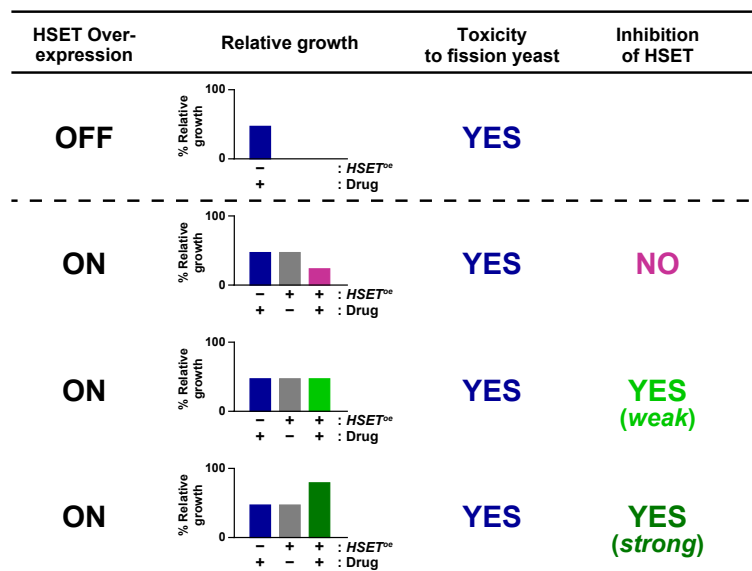 HSET Over-
expression
Relative growth
Toxicity
to fission yeast
Inhibition
of HSET
OFF
% Relative
growth
100
0
– : HSETᵒᵉ
+ : Drug
YES
ON
% Relative
growth
100
0
– + + : HSETᵒᵉ
+ – + : Drug
YES
NO
ON
% Relative
growth
100
0
– + + : HSETᵒᵉ
+ – + : Drug
YES
YES
(weak)
ON
% Relative
growth
100
0
– + + : HSETᵒᵉ
+ – + : Drug
YES
YES
(strong)